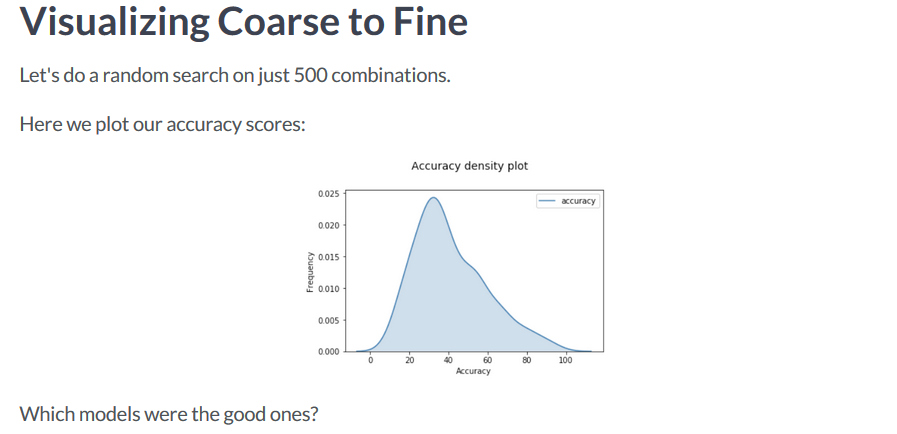 Visualizing Coarse to Fine
Let's do a random search on just 500 combinations.
Here we plot our accuracy scores:
Accuracy density plot
accuracy
0.025
0.020
0.015
0.010
0.005
0.000
Frequency
0 20 40 60 80 100
Accuracy
Which models were the good ones?